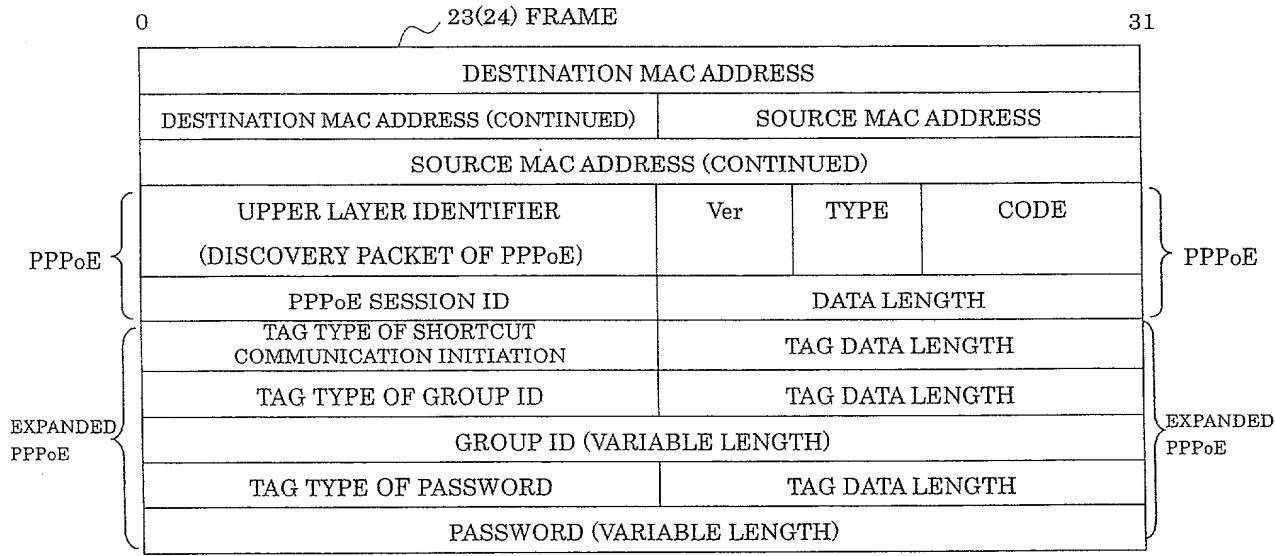 0 23(24) FRAME 31
DESTINATION MAC ADDRESS
DESTINATION MAC ADDRESS (CONTINUED) SOURCE MAC ADDRESS
SOURCE MAC ADDRESS (CONTINUED)
UPPER LAYER IDENTIFIER Ver TYPE CODE
(DISCOVERY PACKET OF PPPoE)
PPPoE PPPoE
PPPoE SESSION ID DATA LENGTH
TAG TYPE OF SHORTCUT
COMMUNICATION INITIATION TAG DATA LENGTH
TAG TYPE OF GROUP ID TAG DATA LENGTH
EXPANDED EXPANDED
PPPoE PPPoE
GROUP ID (VARIABLE LENGTH)
TAG TYPE OF PASSWORD TAG DATA LENGTH
PASSWORD (VARIABLE LENGTH)